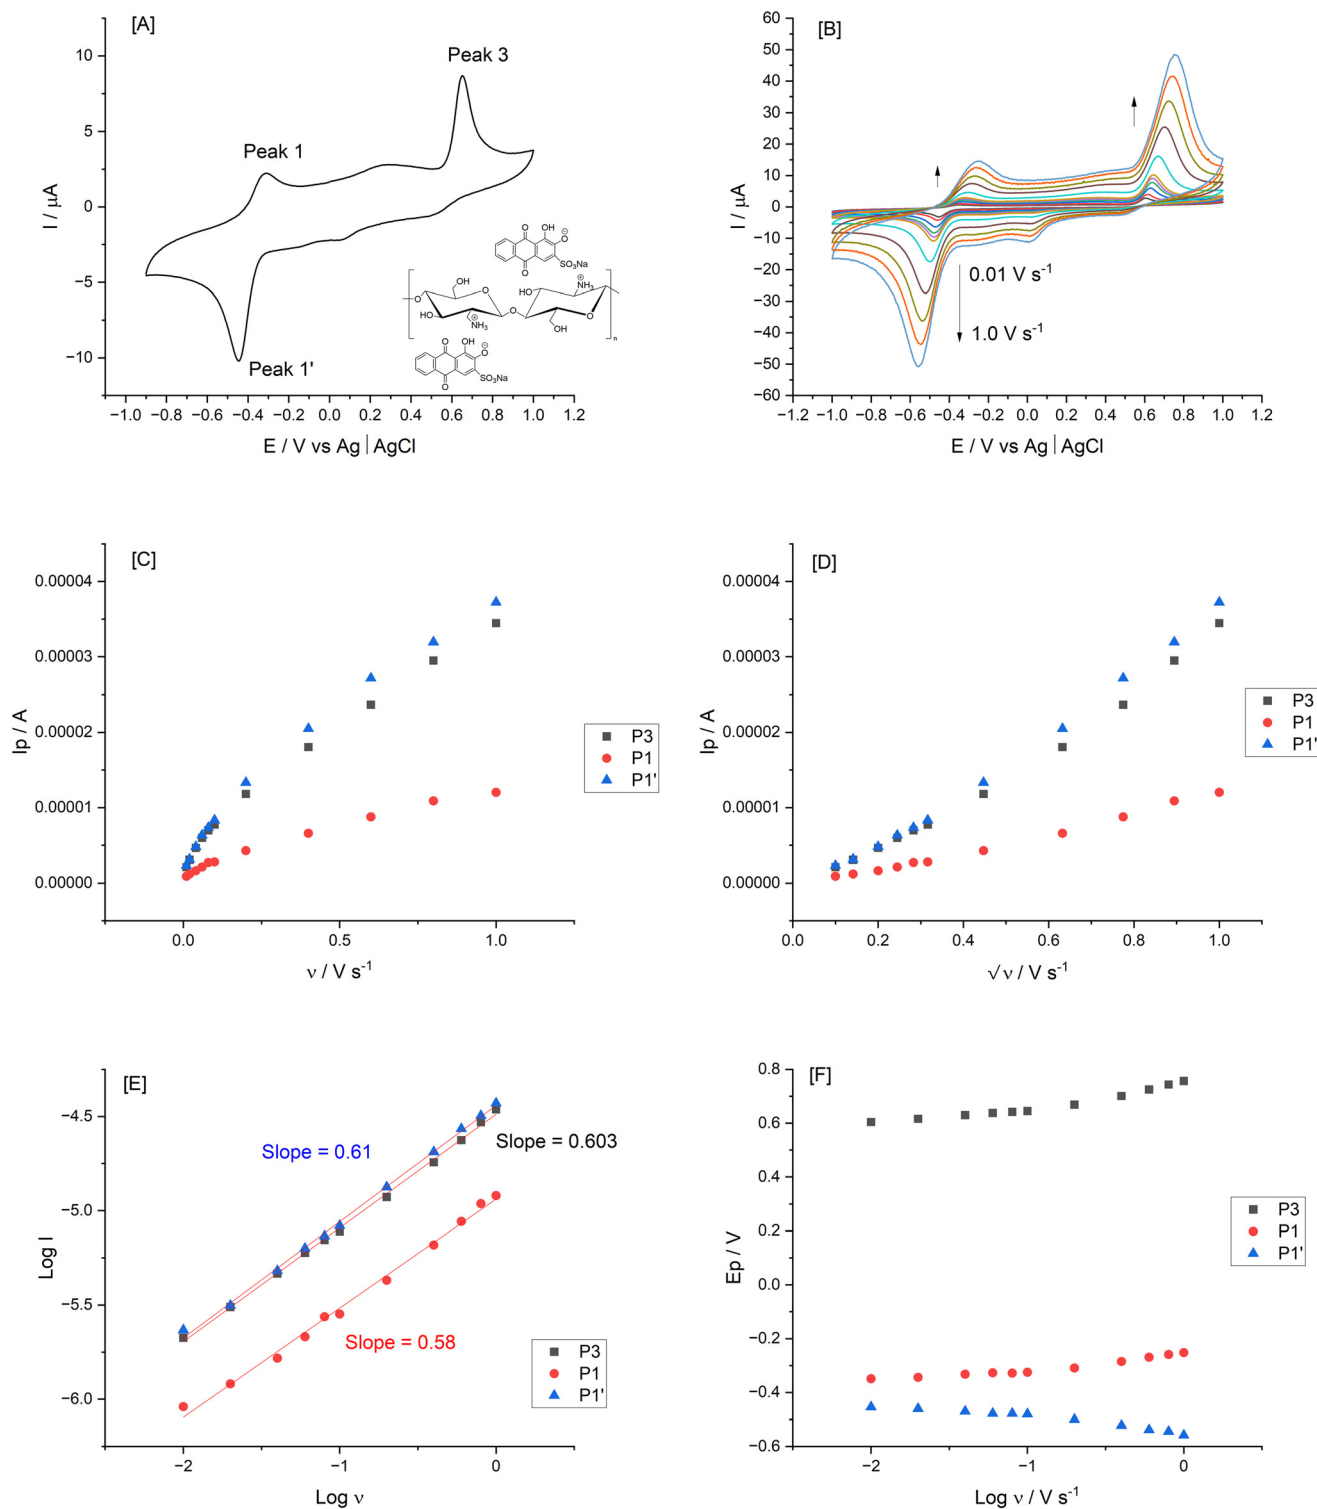 [A]
Peak 3
Peak 1
Peak 1'
I / μA
10
5
0
−5
−10
−1.0 −0.8 −0.6 −0.4 −0.2 0.0 0.2 0.4 0.6 0.8 1.0 1.2
E / V vs Ag | AgCl
O OH
O ⊖
SO₃Na
O
OH
HO
O
⊕
NH₃
O
HO
⊕
NH₃
O
O
OH
n
O OH
O ⊖
SO₃Na
O
[B]
0.01 V s⁻¹
1.0 V s⁻¹
I / μA
60
50
40
30
20
10
0
−10
−20
−30
−40
−50
−60
−1.2 −1.0 −0.8 −0.6 −0.4 −0.2 0.0 0.2 0.4 0.6 0.8 1.0 1.2
E / V vs Ag | AgCl
[C]
Ip / A
0.00004
0.00003
0.00002
0.00001
0.00000
0.0 0.5 1.0
ν / V s⁻¹
P3
P1
P1'
[D]
Ip / A
0.00004
0.00003
0.00002
0.00001
0.00000
0.0 0.2 0.4 0.6 0.8 1.0
√ν / V s⁻¹
P3
P1
P1'
[E]
Slope = 0.61
Slope = 0.603
Slope = 0.58
Log I
−4.5
−5.0
−5.5
−6.0
−2 −1 0
Log ν
P3
P1
P1'
[F]
Ep / V
0.8
0.6
0.4
0.2
0.0
−0.2
−0.4
−0.6
−2 −1 0
Log ν / V s⁻¹
P3
P1
P1'